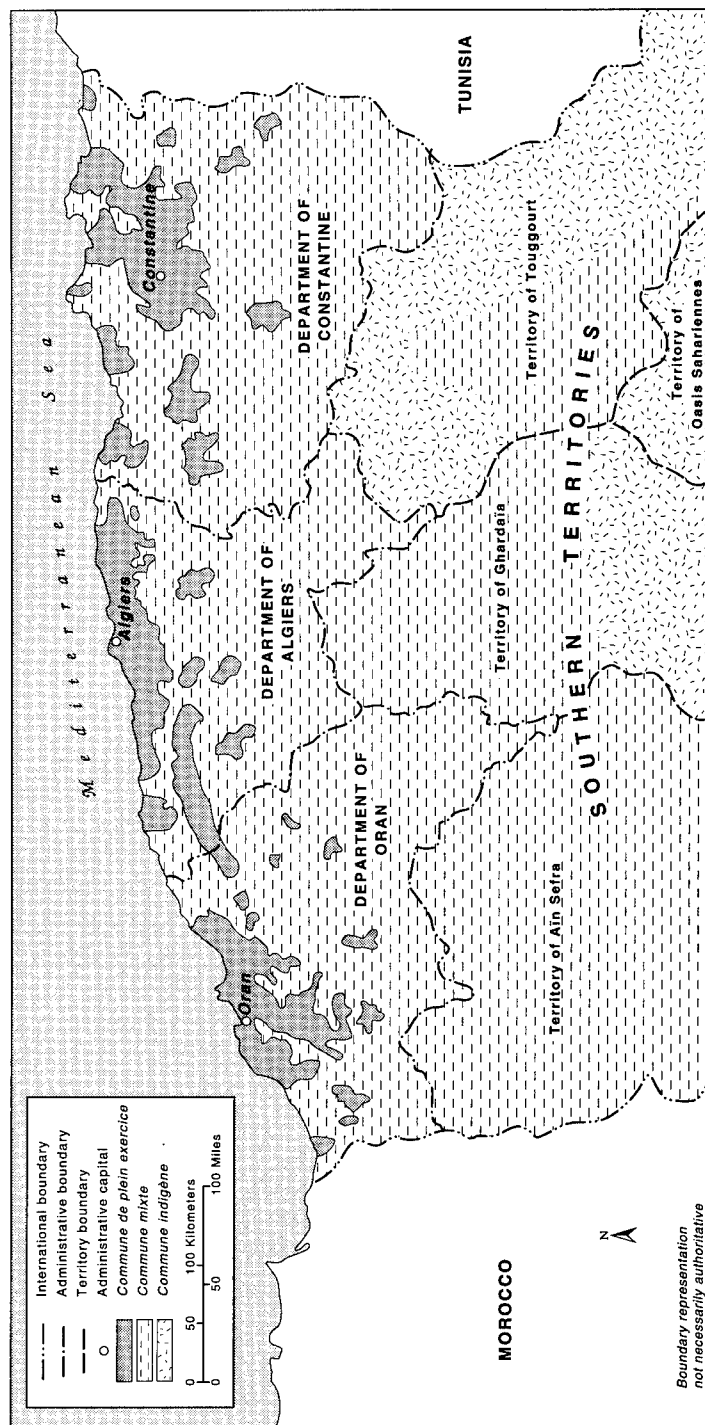 International boundary
Administrative boundary
Territory boundary
Administrative capital
Commune de plein exercice
Commune mixte
Commune indigène
0 50 100 Kilometers
0 50 100 Miles
Mediterranean Sea
Oran
Algiers
Constantine
DEPARTMENT OF
ORAN
DEPARTMENT OF
ALGIERS
DEPARTMENT OF
CONSTANTINE
MOROCCO
TUNISIA
Territory of Aïn Sefra
Territory of Ghardaïa
Territory of Touggourt
SOUTHERN TERRITORIES
Territory of
Oasis Sahariennes
N
Boundary representation
not necessarily authoritative